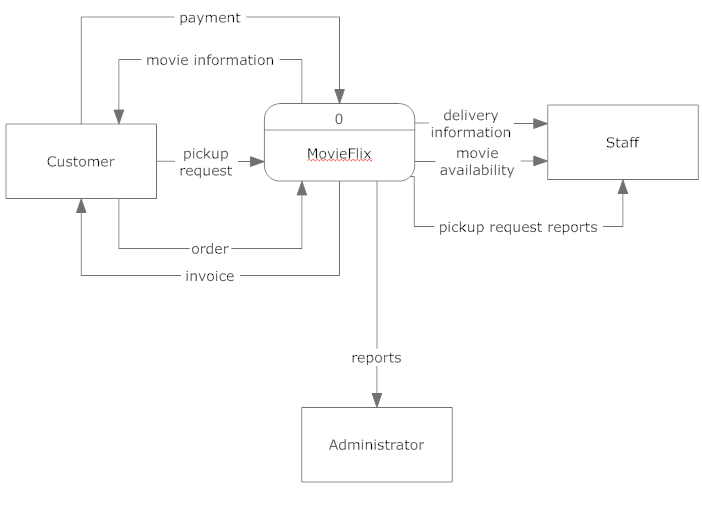 payment
movie information
0
MovieFlix
delivery
information
movie
availability
Staff
Customer
pickup
request
pickup request reports
order
invoice
reports
Administrator